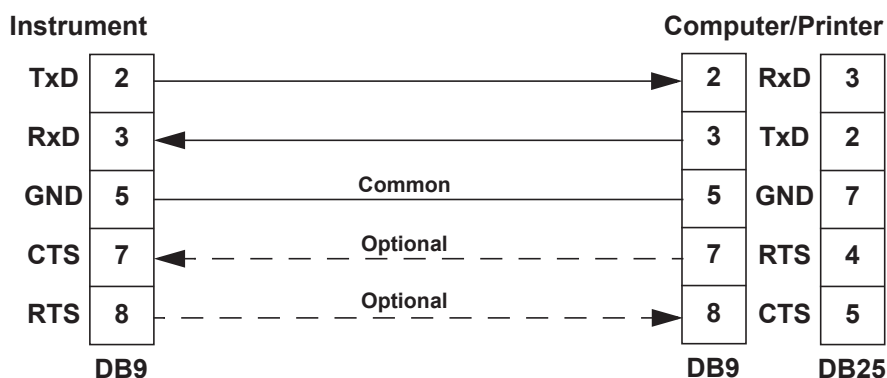 Instrument Computer/Printer
TxD 2 2 RxD 3
RxD 3 3 TxD 2
GND 5 Common 5 GND 7
CTS 7 Optional 7 RTS 4
RTS 8 Optional 8 CTS 5
DB9 DB9 DB25